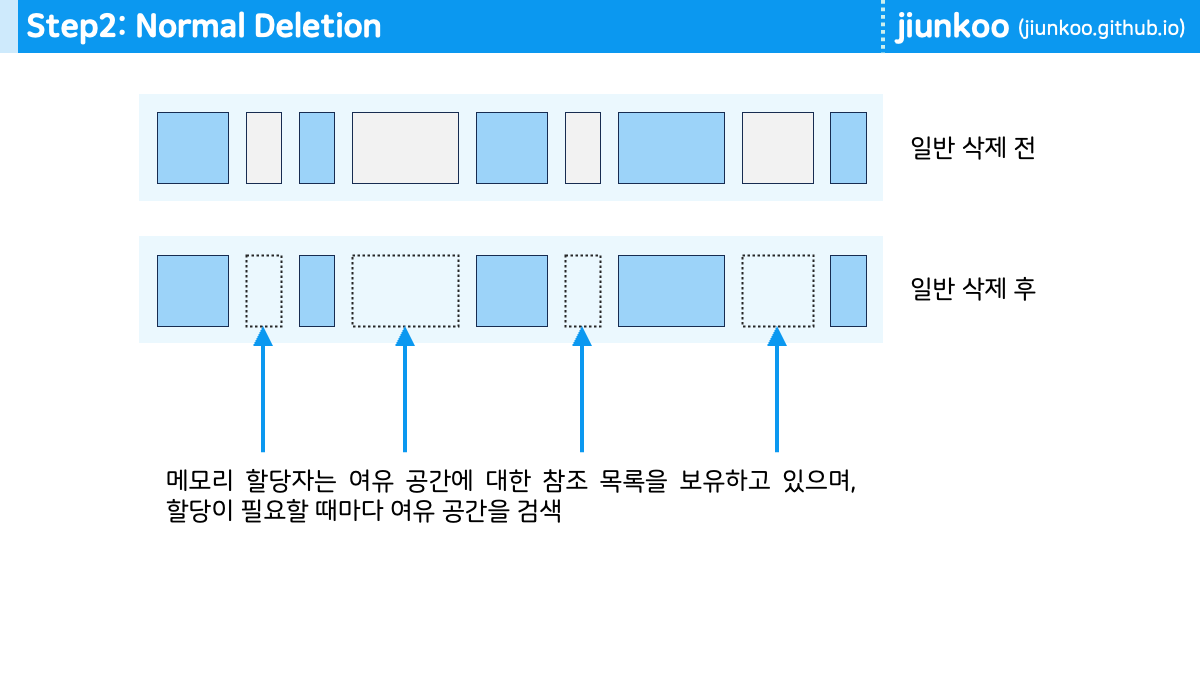 Step2: Normal Deletion
jiunkoo (jiunkoo.github.io)
일반 삭제 전
일반 삭제 후
메모리 할당자는 여유 공간에 대한 참조 목록을 보유하고 있으며,
할당이 필요할 때마다 여유 공간을 검색